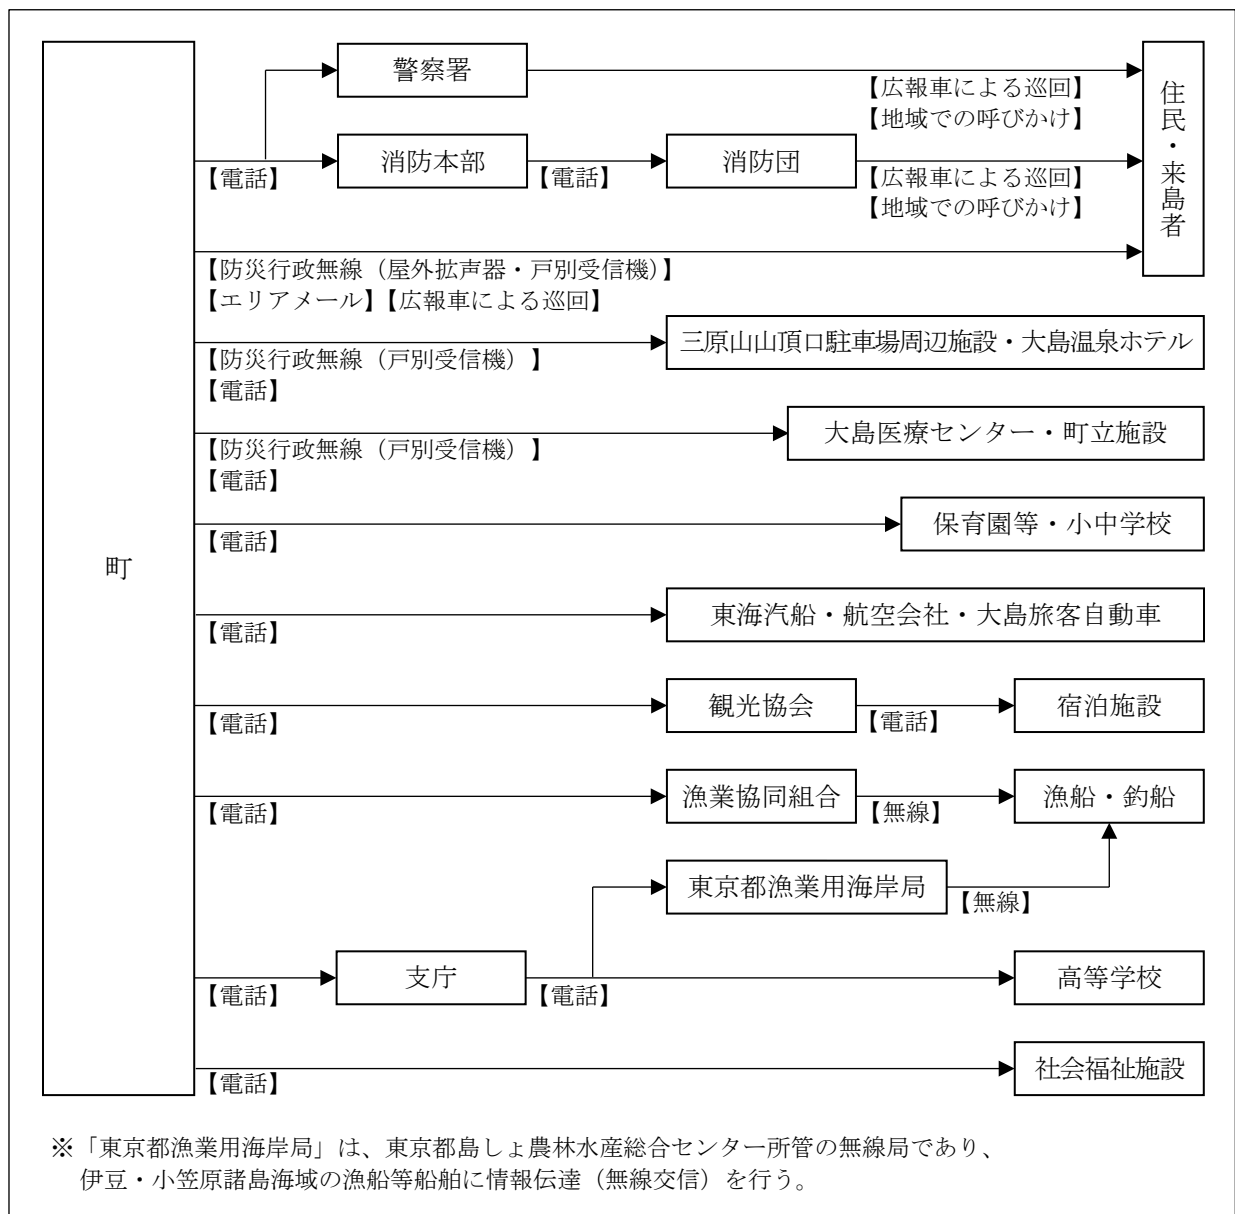 町
警察署
【広報車による巡回】
【地域での呼びかけ】
【電話】
消防本部
【電話】
消防団
【広報車による巡回】
【地域での呼びかけ】
住民・来島者
【防災行政無線（屋外拡声器・戸別受信機）】
【エリアメール】【広報車による巡回】
【防災行政無線（戸別受信機）】
【電話】
三原山山頂口駐車場周辺施設・大島温泉ホテル
【防災行政無線（戸別受信機）】
【電話】
大島医療センター・町立施設
【電話】
保育園等・小中学校
【電話】
東海汽船・航空会社・大島旅客自動車
【電話】
観光協会
【電話】
宿泊施設
【電話】
漁業協同組合
【無線】
漁船・釣船
東京都漁業用海岸局
【無線】
【電話】
支庁
【電話】
高等学校
【電話】
社会福祉施設
※「東京都漁業用海岸局」は、東京都島しょ農林水産総合センター所管の無線局であり、
伊豆・小笠原諸島海域の漁船等船舶に情報伝達（無線交信）を行う。